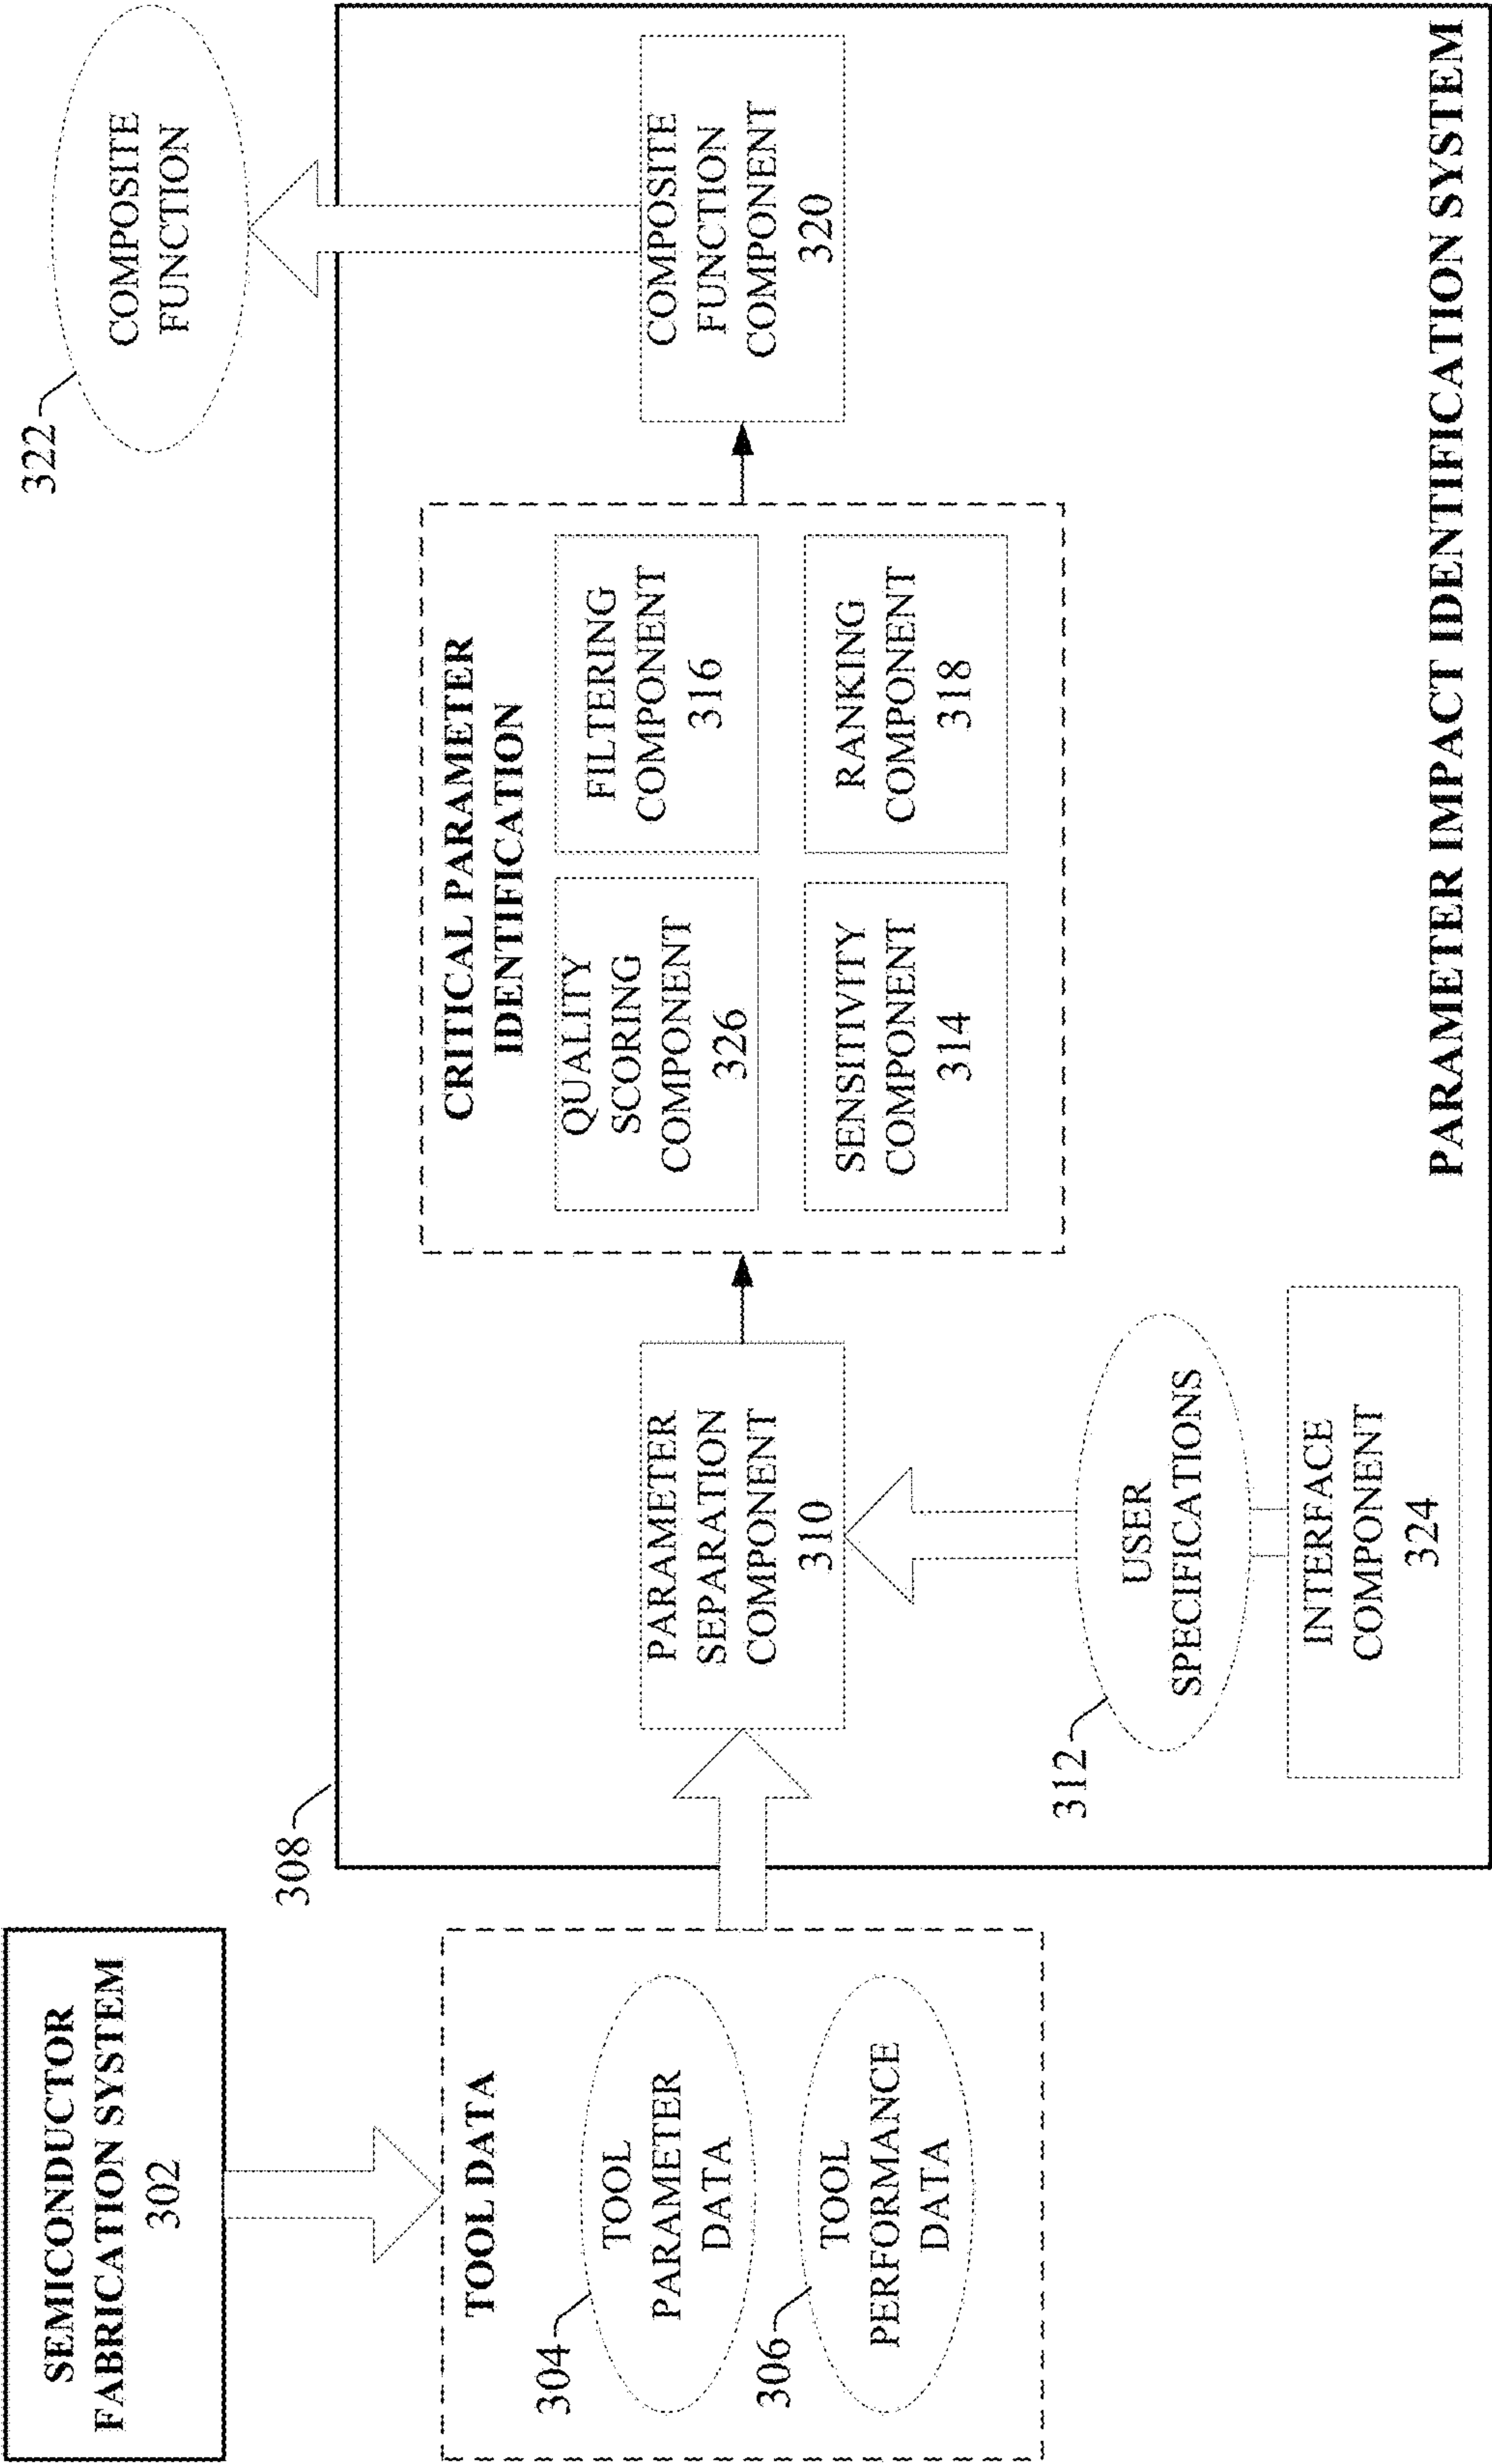 SEMICONDUCTOR
FABRICATION SYSTEM
302
TOOL DATA
304
TOOL
PARAMETER
DATA
306
TOOL
PERFORMANCE
DATA
308
PARAMETER
SEPARATION
COMPONENT
310
312
USER
SPECIFICATIONS
INTERFACE
COMPONENT
324
CRITICAL PARAMETER
IDENTIFICATION
QUALITY
SCORING
COMPONENT
326
FILTERING
COMPONENT
316
SENSITIVITY
COMPONENT
314
RANKING
COMPONENT
318
COMPOSITE
FUNCTION
COMPONENT
320
322
COMPOSITE
FUNCTION
PARAMETER IMPACT IDENTIFICATION SYSTEM